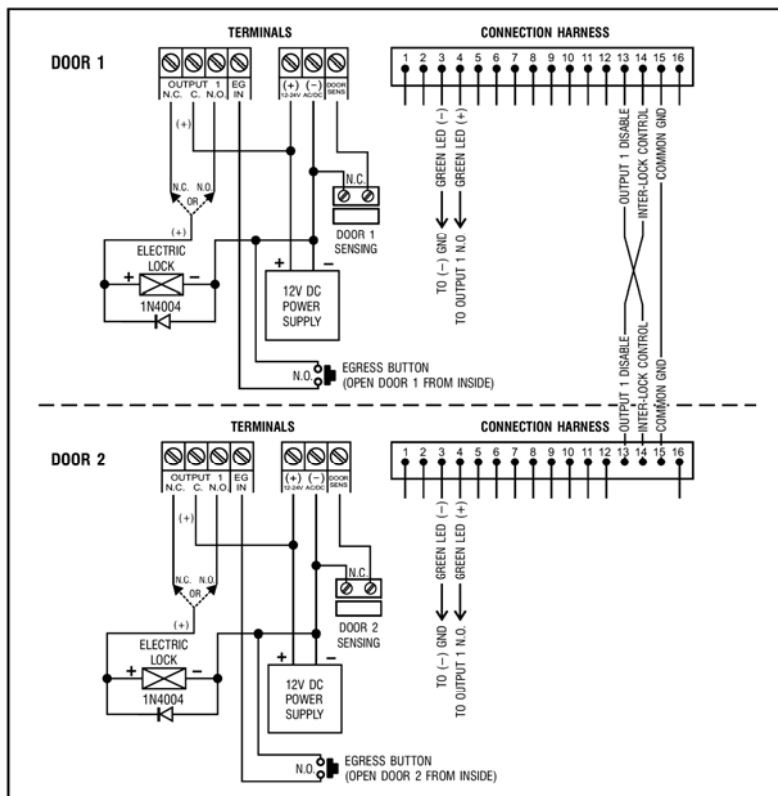 TERMINALS
CONNECTION HARNESS
DOOR 1
OUTPUT 1
N.C. C. N.O.
EG
IN
(+) (−)
12-24V AC/DC
DOOR
SENS
1 2 3 4 5 6 7 8 9 10 11 12 13 14 15 16
(+)
N.C. N.O.
OR
(+)
ELECTRIC
LOCK
+ −
1N4004
N.C.
DOOR 1
SENSING
+ −
12V DC
POWER
SUPPLY
N.O.
EGRESS BUTTON
(OPEN DOOR 1 FROM INSIDE)
GREEN LED (−)
TO (−) GND
GREEN LED (+)
TO OUTPUT 1 N.O.
OUTPUT 1 DISABLE
INTER-LOCK CONTROL
COMMON GND
OUTPUT 1 DISABLE
INTER-LOCK CONTROL
COMMON GND
TERMINALS
CONNECTION HARNESS
DOOR 2
OUTPUT 1
N.C. C. N.O.
EG
IN
(+) (−)
12-24V AC/DC
DOOR
SENS
1 2 3 4 5 6 7 8 9 10 11 12 13 14 15 16
(+)
N.C. N.O.
OR
(+)
ELECTRIC
LOCK
+ −
1N4004
N.C.
DOOR 2
SENSING
+ −
12V DC
POWER
SUPPLY
N.O.
EGRESS BUTTON
(OPEN DOOR 2 FROM INSIDE)
GREEN LED (−)
TO (−) GND
GREEN LED (+)
TO OUTPUT 1 N.O.